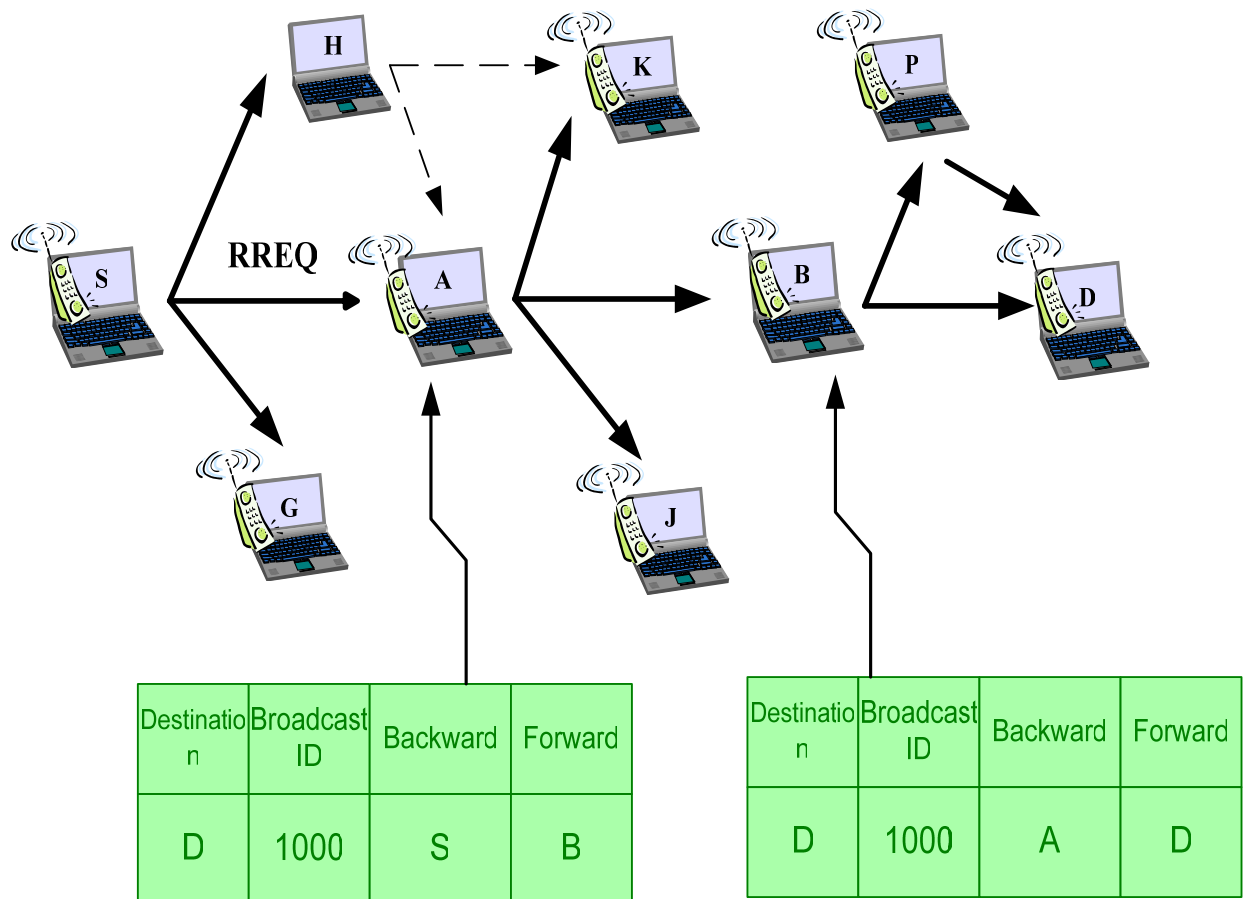 H
K
P
S
RREQ
A
B
D
G
J
Destinatio
n
Broadcast
ID
Backward
Forward
D
1000
S
B
Destinatio
n
Broadcast
ID
Backward
Forward
D
1000
A
D